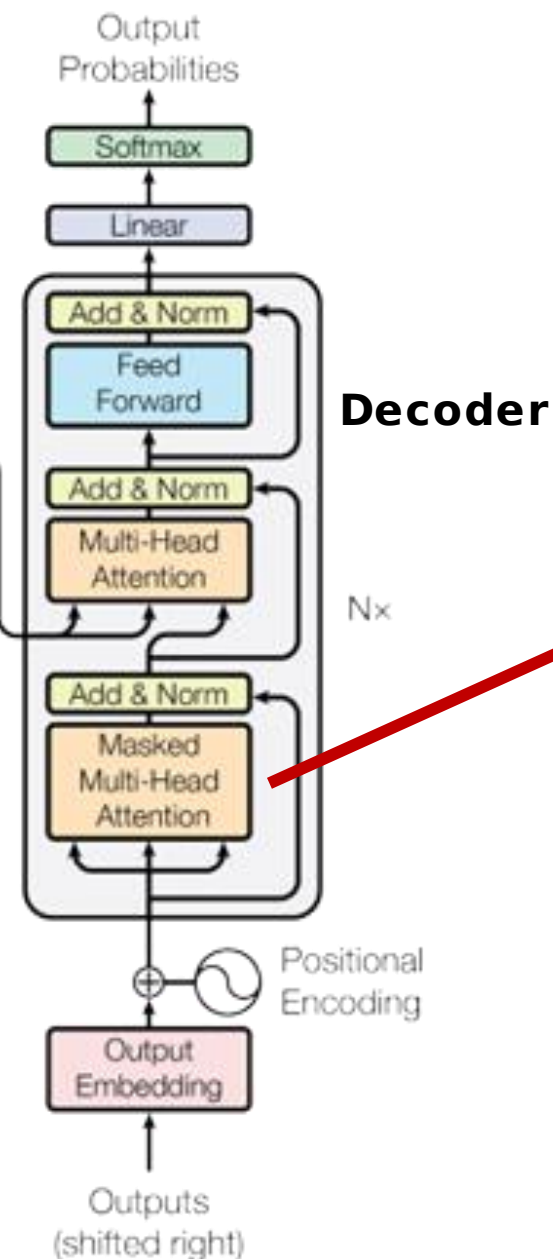 Output
Probabilities
Softmax
Linear
Add & Norm
Feed
Forward
Decoder
Add & Norm
Multi-Head
Attention
N×
Add & Norm
Masked
Multi-Head
Attention
Positional
Encoding
Output
Embedding
Outputs
(shifted right)